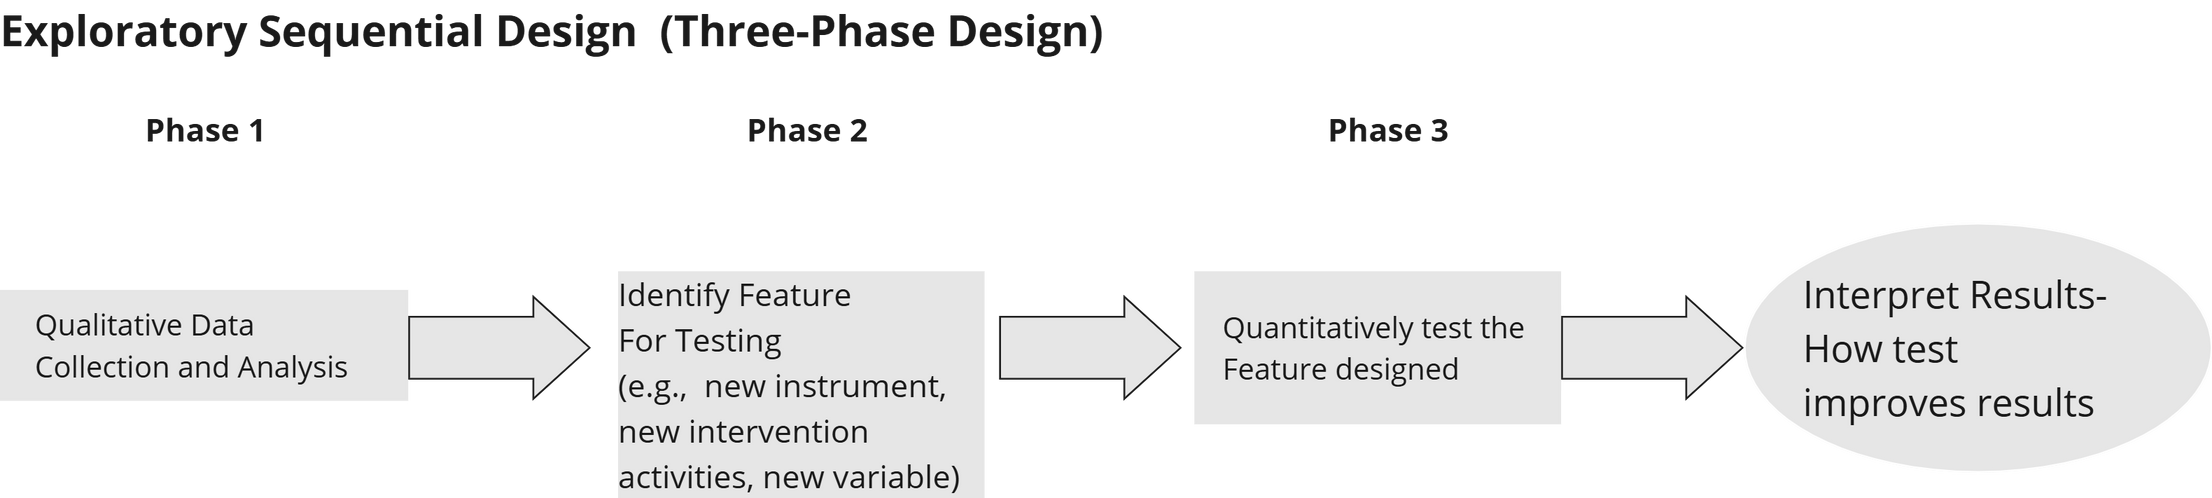 Exploratory Sequential Design  (Three-Phase Design)
Phase 1
Phase 2
Phase 3
Qualitative Data
Collection and Analysis
Identify Feature
For Testing
(e.g.,  new instrument,
new intervention
activities, new variable)
Quantitatively test the
Feature designed
Interpret Results-
How test
improves results